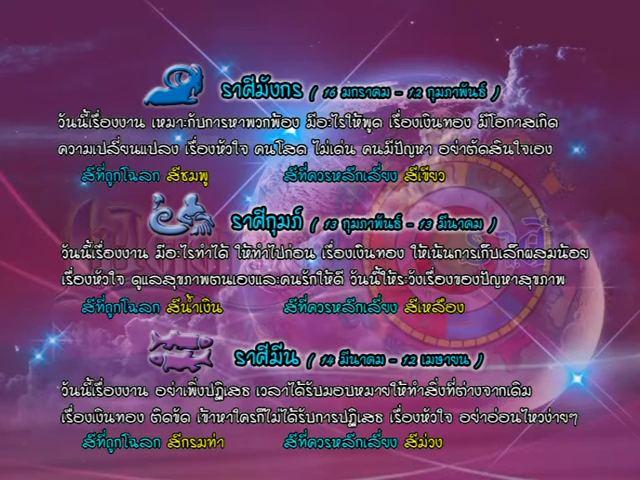 ราศีมังกร ( 16 มกราคม - 12 กุมภาพันธ์ )
วันนี้เรื่องงาน เหมาะกับการหาพวกพ้อง มีอะไรให้พูด เรื่องเงินทอง มีโอกาสเกิด
ความเปลี่ยนแปลง เรื่องหัวใจ คนโสด ไม่เด่น คนมีปัญหา อย่าตัดสินใจเอง
สีที่ถูกโฉลก สีชมพู สีที่ควรหลีกเลี่ยง สีเขียว
ราศีกุมภ์ ( 13 กุมภาพันธ์ - 13 มีนาคม )
วันนี้เรื่องงาน มีอะไรทำได้ ให้ทำไปก่อน เรื่องเงินทอง ให้เน้นการเก็บเล็กผสมน้อย
เรื่องหัวใจ ดูแลสุขภาพตนเองและคนรักให้ดี วันนี้ให้ระวังเรื่องของปัญหาสุขภาพ
สีที่ถูกโฉลก สีน้ำเงิน สีที่ควรหลีกเลี่ยง สีเหลือง
ราศีมีน ( 14 มีนาคม - 12 เมษายน )
วันนี้เรื่องงาน อย่าเพิ่งปฏิเสธ เวลาได้รับมอบหมายให้ทำสิ่งที่ต่างจากเดิม
เรื่องเงินทอง ติดขัด เข้าหาใครก็ไม่ได้รับการปฏิเสธ เรื่องหัวใจ อย่าอ่อนไหวง่ายๆ
สีที่ถูกโฉลก สีกรมท่า สีที่ควรหลีกเลี่ยง สีม่วง